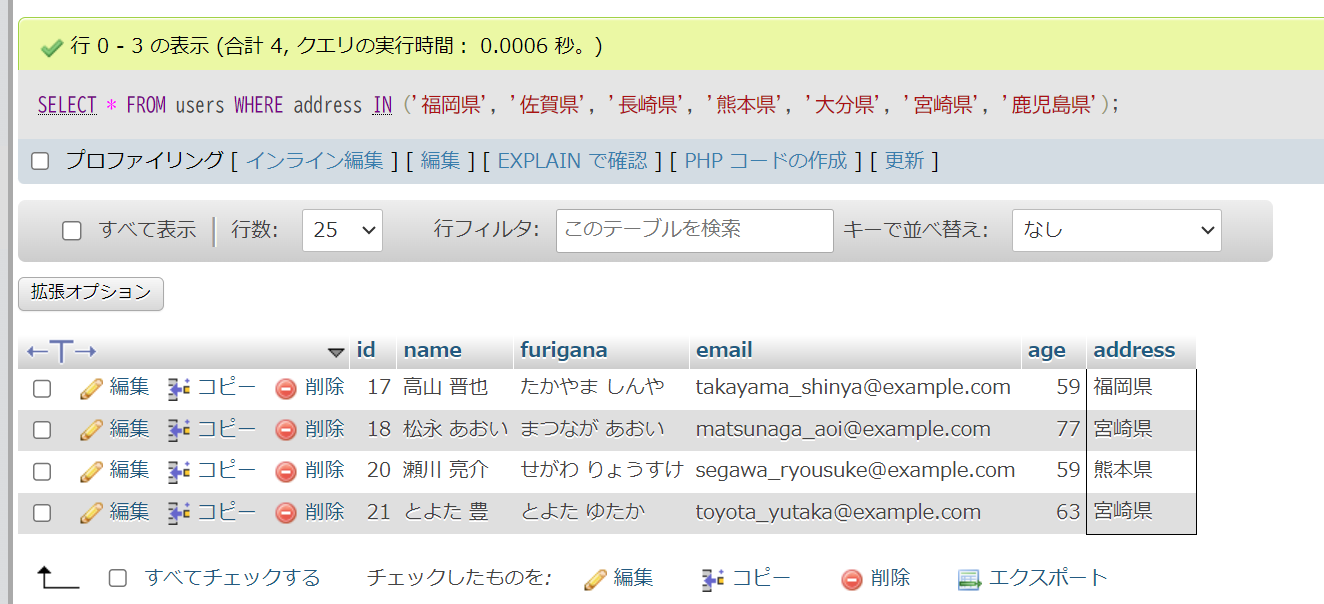 行 0 - 3 の表示 (合計 4, クエリの実行時間： 0.0006 秒。)
SELECT * FROM users WHERE address IN ('福岡県', '佐賀県', '長崎県', '熊本県', '大分県', '宮崎県', '鹿児島県');
プロファイリング [ インライン編集 ] [ 編集 ] [ EXPLAIN で確認 ] [ PHP コードの作成 ] [ 更新 ]
すべて表示 行数: 25 行フィルタ: このテーブルを検索 キーで並べ替え: なし
拡張オプション
←T→ id name furigana email age address
編集 コピー 削除 17 高山 晋也 たかやま しんや takayama_shinya@example.com 59 福岡県
編集 コピー 削除 18 松永 あおい まつなが あおい matsunaga_aoi@example.com 77 宮崎県
編集 コピー 削除 20 瀬川 亮介 せがわ りょうすけ segawa_ryousuke@example.com 59 熊本県
編集 コピー 削除 21 とよた 豊 とよた ゆたか toyota_yutaka@example.com 63 宮崎県
すべてチェックする チェックしたものを: 編集 コピー 削除 エクスポート